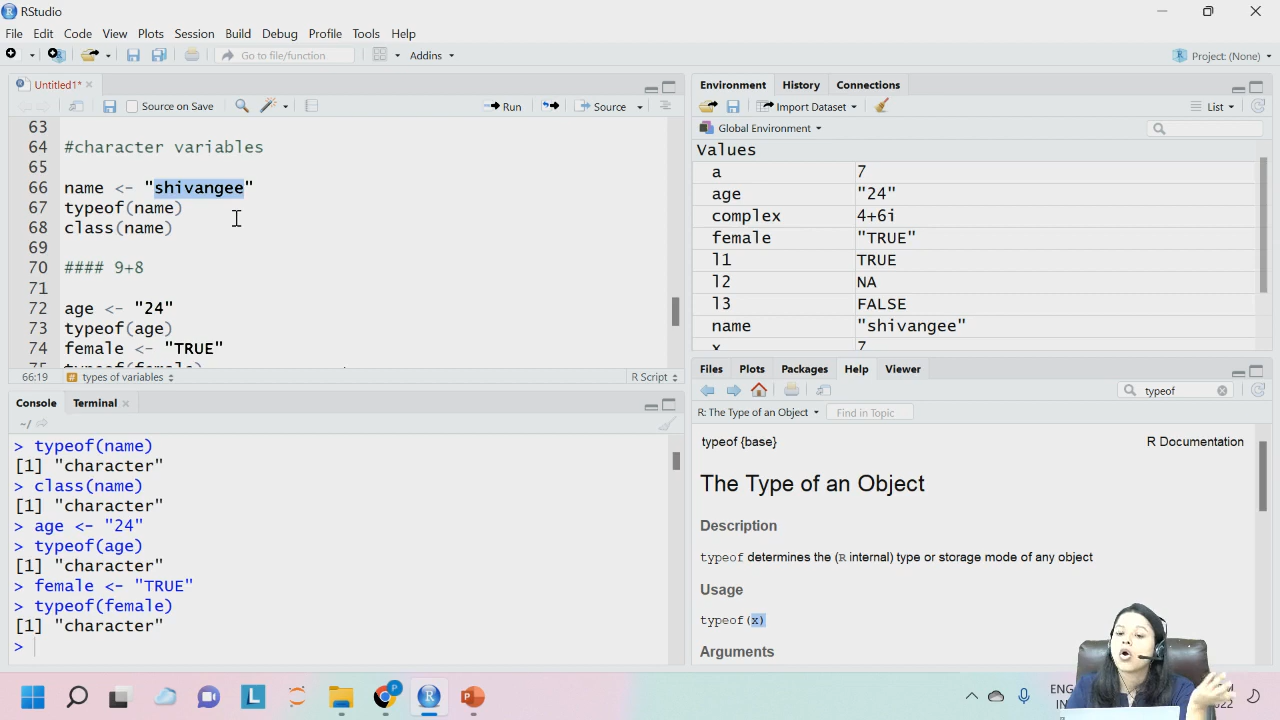 RStudio
File Edit Code View Plots Session Build Debug Profile Tools Help
Go to file/function Addins Project: (None)
Untitled1*
Source on Save Run Source
63
64 #character variables
65
66 name <- "shivangee"
67 typeof(name)
68 class(name)
69
70 #### 9+8
71
72 age <- "24"
73 typeof(age)
74 female <- "TRUE"
75 typeof(female)
66:19 types of variables R Script
Console Terminal
~/
> typeof(name)
[1] "character"
> class(name)
[1] "character"
> age <- "24"
> typeof(age)
[1] "character"
> female <- "TRUE"
> typeof(female)
[1] "character"
>
Environment History Connections
Import Dataset List
Global Environment
Values
a 7
age "24"
complex 4+6i
female "TRUE"
l1 TRUE
l2 NA
l3 FALSE
name "shivangee"
x 7
Files Plots Packages Help Viewer
typeof
R: The Type of an Object Find in Topic
typeof {base} R Documentation
The Type of an Object
Description
typeof determines the (R internal) type or storage mode of any object
Usage
typeof(x)
Arguments
L P
ENG
IN